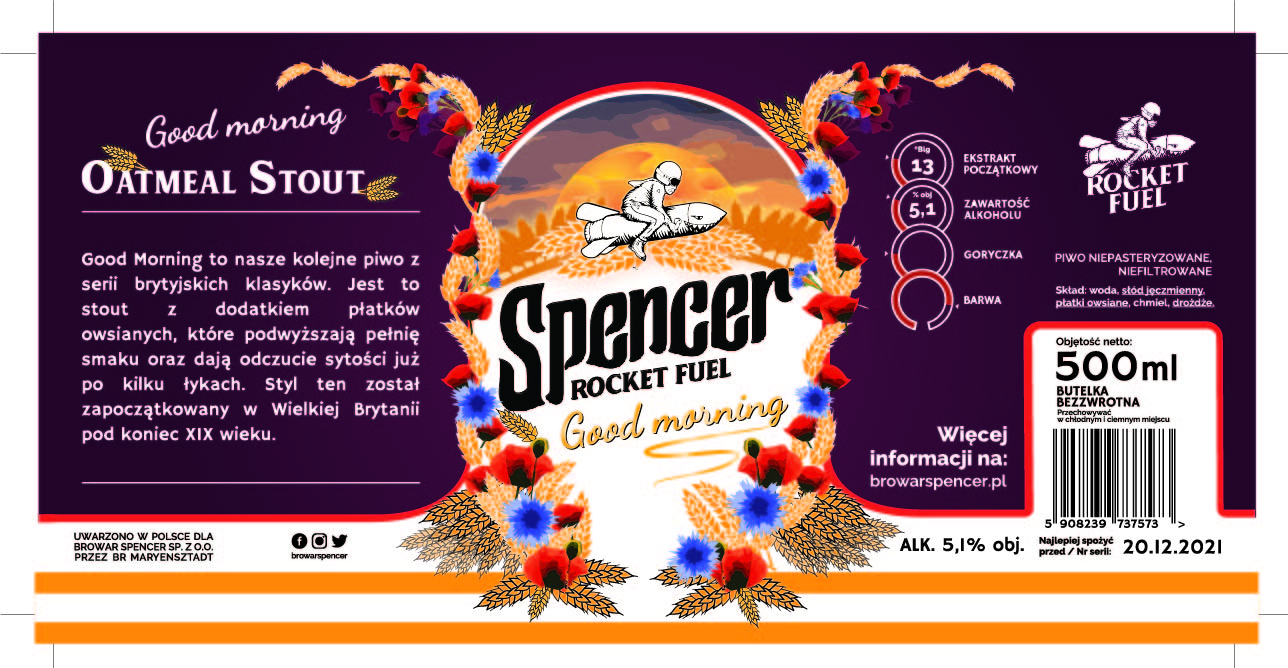 Good morning
OATMEAL STOUT
Good Morning to nasze kolejne piwo z
serii brytyjskich klasyków. Jest to
stout z dodatkiem płatków
owsianych, które podwyższają pełnię
smaku oraz dają odczucie sytości już
po kilku łykach. Styl ten został
zapoczątkowany w Wielkiej Brytanii
pod koniec XIX wieku.
UWARZONO W POLSCE DLA
BROWAR SPENCER SP. Z O.O.
PRZEZ BR MARYENSZTADT
browarspencer
Spencer™
ROCKET FUEL
Good morning
°Blg
13
EKSTRAKT
POCZĄTKOWY
% obj
5,1
ZAWARTOŚĆ
ALKOHOLU
GORYCZKA
BARWA
ROCKET
FUEL
PIWO NIEPASTERYZOWANE,
NIEFILTROWANE
Skład: woda, słód jęczmienny,
płatki owsiane, chmiel, drożdże.
Więcej
informacji na:
browarspencer.pl
Objętość netto:
500ml
BUTELKA
BEZZWROTNA
Przechowywać
w chłodnym i ciemnym miejscu
5 908239 737573 >
ALK. 5,1% obj.
Najlepiej spożyć
przed / Nr serii:
20.12.2021